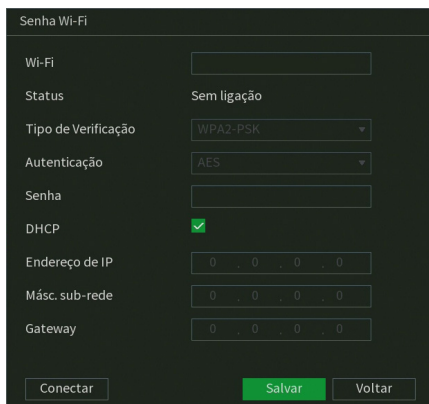 Senha Wi-Fi
Wi-Fi
Status Sem ligação
Tipo de Verificação WPA2-PSK
Autenticação AES
Senha
DHCP
Endereço de IP 0 . 0 . 0 . 0
Másc. sub-rede 0 . 0 . 0 . 0
Gateway 0 . 0 . 0 . 0
Conectar Salvar Voltar